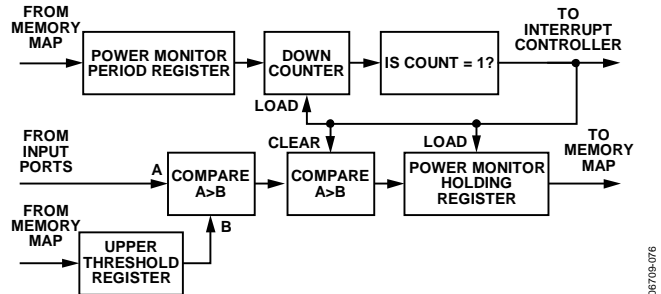 FROM
MEMORY
MAP
POWER MONITOR
PERIOD REGISTER
DOWN
COUNTER
IS COUNT = 1?
TO
INTERRUPT
CONTROLLER
LOAD
FROM
INPUT
PORTS
A
COMPARE
A>B
CLEAR
COMPARE
A>B
LOAD
POWER MONITOR
HOLDING
REGISTER
TO
MEMORY
MAP
FROM
MEMORY
MAP
UPPER
THRESHOLD
REGISTER
B
06709-076